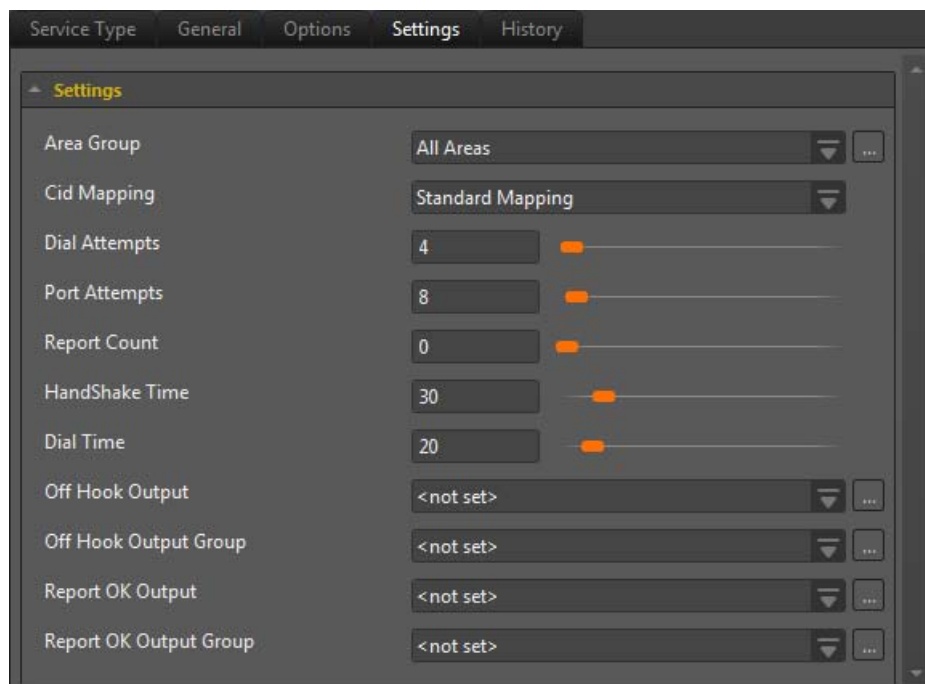 Service Type General Options Settings History
Settings
Area Group All Areas ...
Cid Mapping Standard Mapping
Dial Attempts 4
Port Attempts 8
Report Count 0
HandShake Time 30
Dial Time 20
Off Hook Output <not set> ...
Off Hook Output Group <not set> ...
Report OK Output <not set> ...
Report OK Output Group <not set> ...